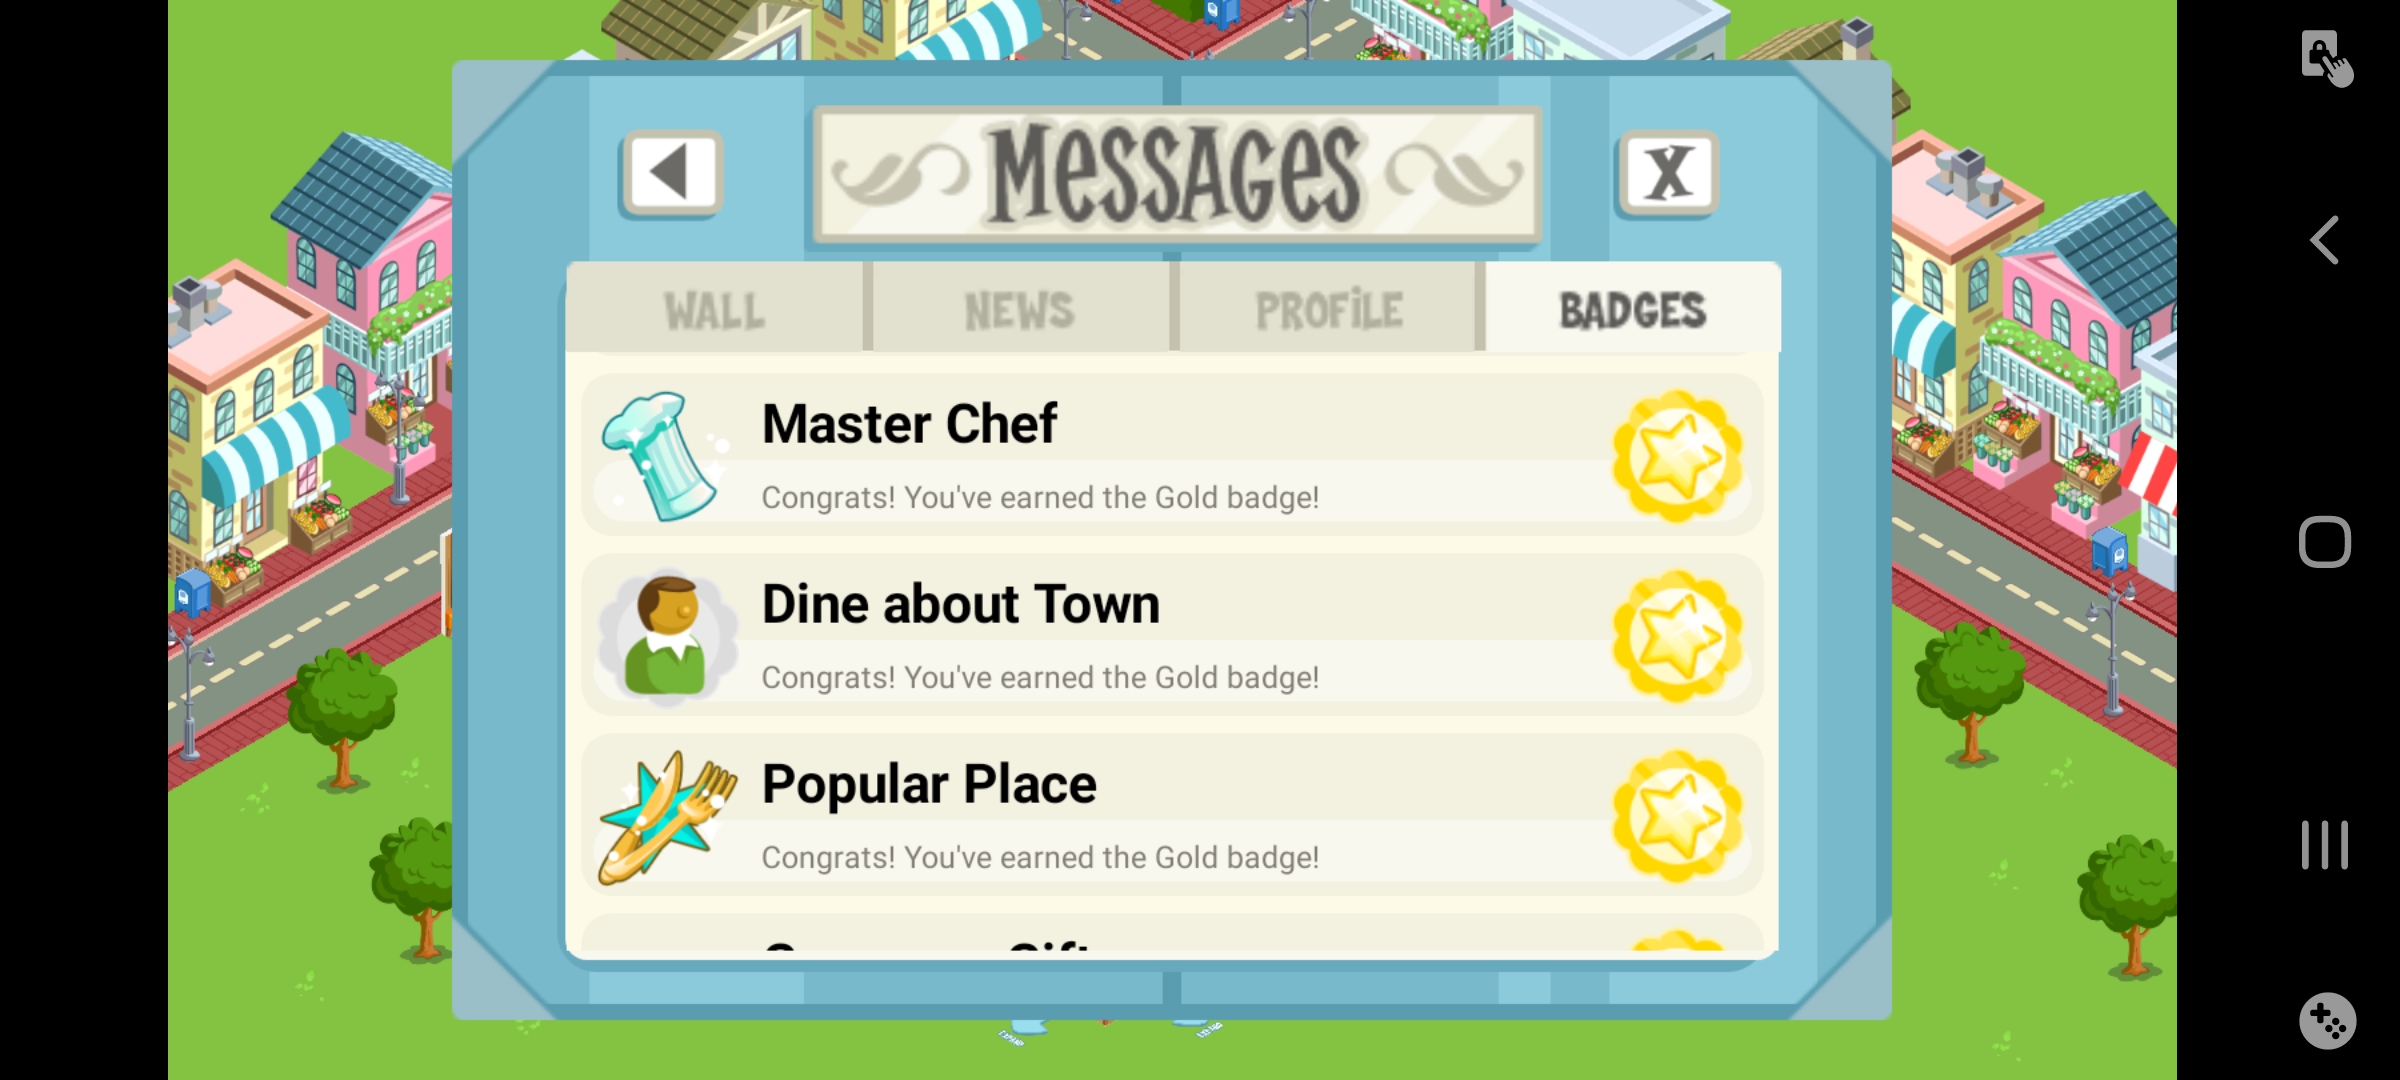 MESSAGES
X
WALL
NEWS
PROFILE
BADGES
Master Chef
Congrats! You've earned the Gold badge!
Dine about Town
Congrats! You've earned the Gold badge!
Popular Place
Congrats! You've earned the Gold badge!